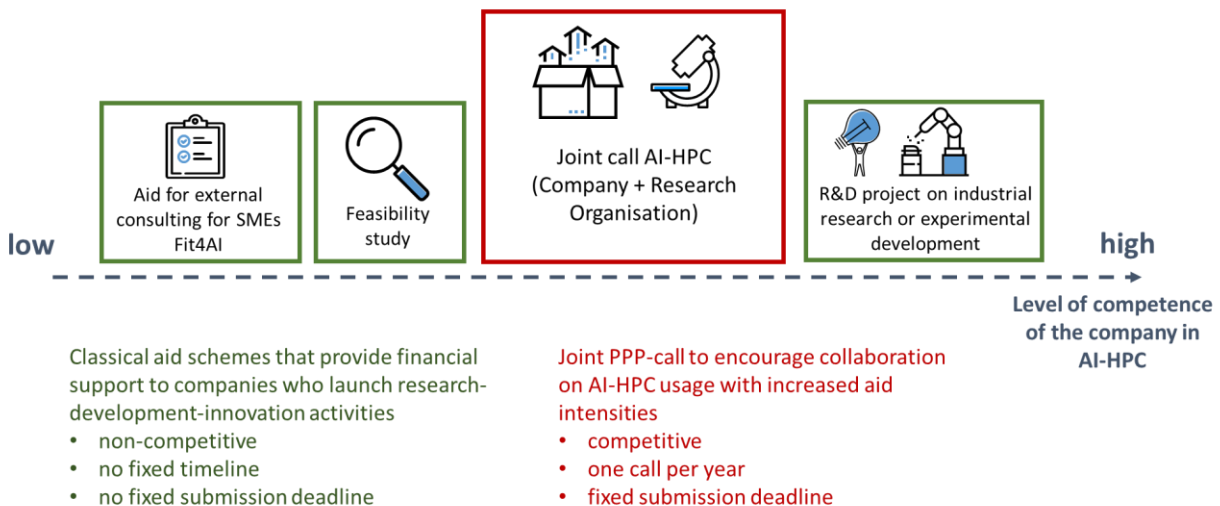 Aid for external
consulting for SMEs
Fit4AI
Feasibility
study
Joint call AI-HPC
(Company + Research
Organisation)
R&D project on industrial
research or experimental
development
low
high
Level of competence
of the company in
AI-HPC
Classical aid schemes that provide financial
support to companies who launch research-
development-innovation activities
• non-competitive
• no fixed timeline
• no fixed submission deadline
Joint PPP-call to encourage collaboration
on AI-HPC usage with increased aid
intensities
• competitive
• one call per year
• fixed submission deadline